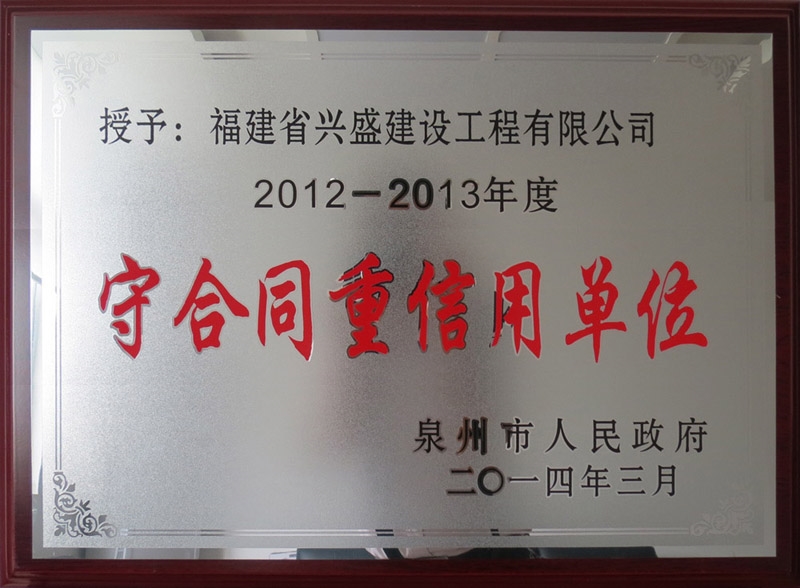 授予：福建省兴盛建设工程有限公司
2012－2013年度
守合同重信用单位
泉州市人民政府
二〇一四年三月